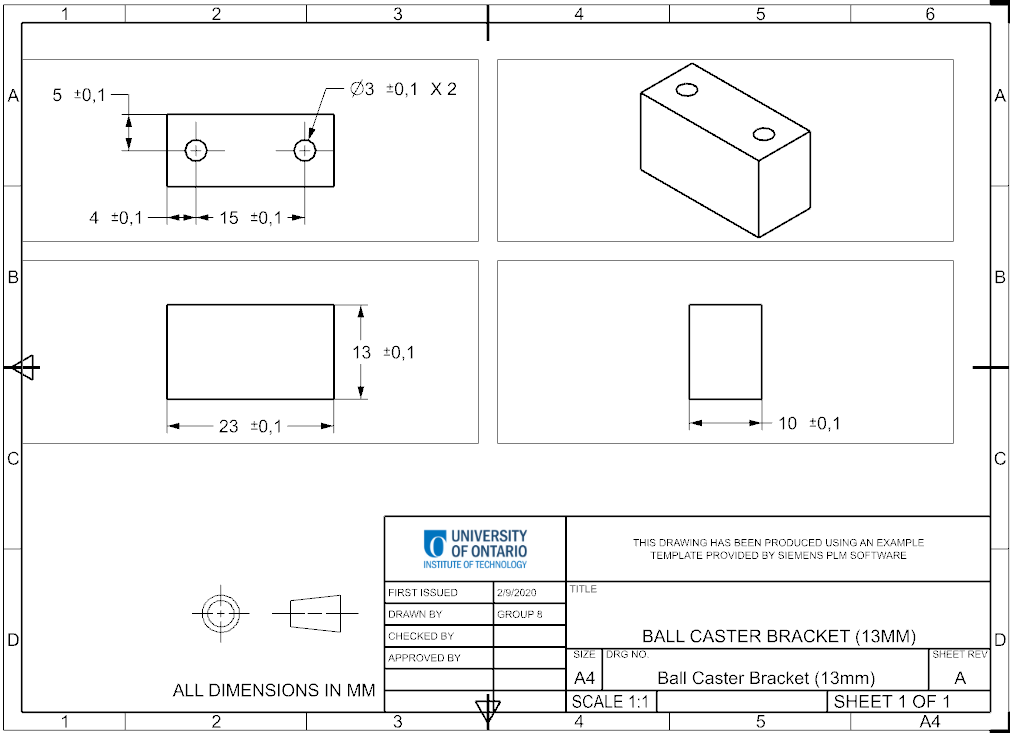 1 2 3 4 5 6
A A
5 ±0,1
∅3 ±0,1 X 2
4 ±0,1
15 ±0,1
B B
13 ±0,1
23 ±0,1
10 ±0,1
C C
UNIVERSITY
OF ONTARIO
INSTITUTE OF TECHNOLOGY
THIS DRAWING HAS BEEN PRODUCED USING AN EXAMPLE
TEMPLATE PROVIDED BY SIEMENS PLM SOFTWARE
FIRST ISSUED 2/9/2020
TITLE
DRAWN BY GROUP 8
CHECKED BY
BALL CASTER BRACKET (13MM)
D D
APPROVED BY
SIZE DRG NO. SHEET REV
A4 Ball Caster Bracket (13mm) A
ALL DIMENSIONS IN MM
SCALE 1:1 SHEET 1 OF 1
1 2 3 4 5 A4